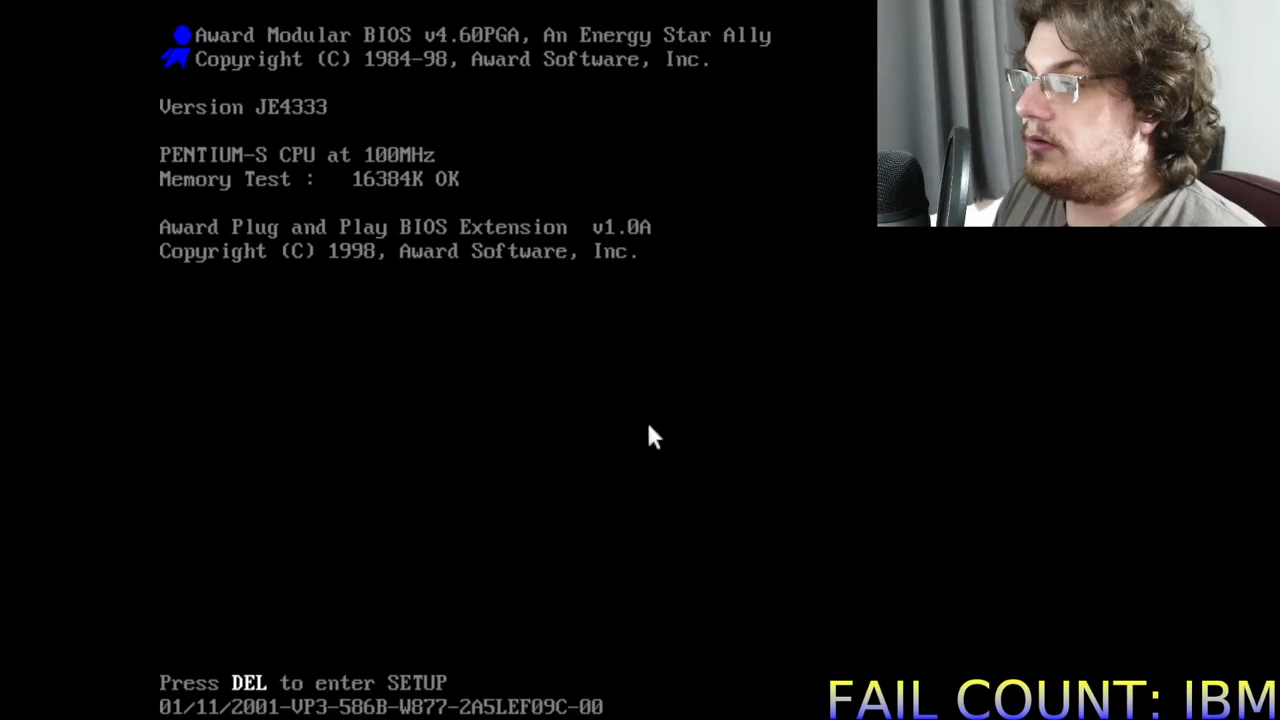 Award Modular BIOS v4.60PGA, An Energy Star Ally
Copyright (C) 1984-98, Award Software, Inc.
Version JE4333
PENTIUM-S CPU at 100MHz
Memory Test :   16384K OK
Award Plug and Play BIOS Extension  v1.0A
Copyright (C) 1998, Award Software, Inc.
Press DEL to enter SETUP
01/11/2001-VP3-586B-W877-2A5LEF09C-00
FAIL COUNT: IBM